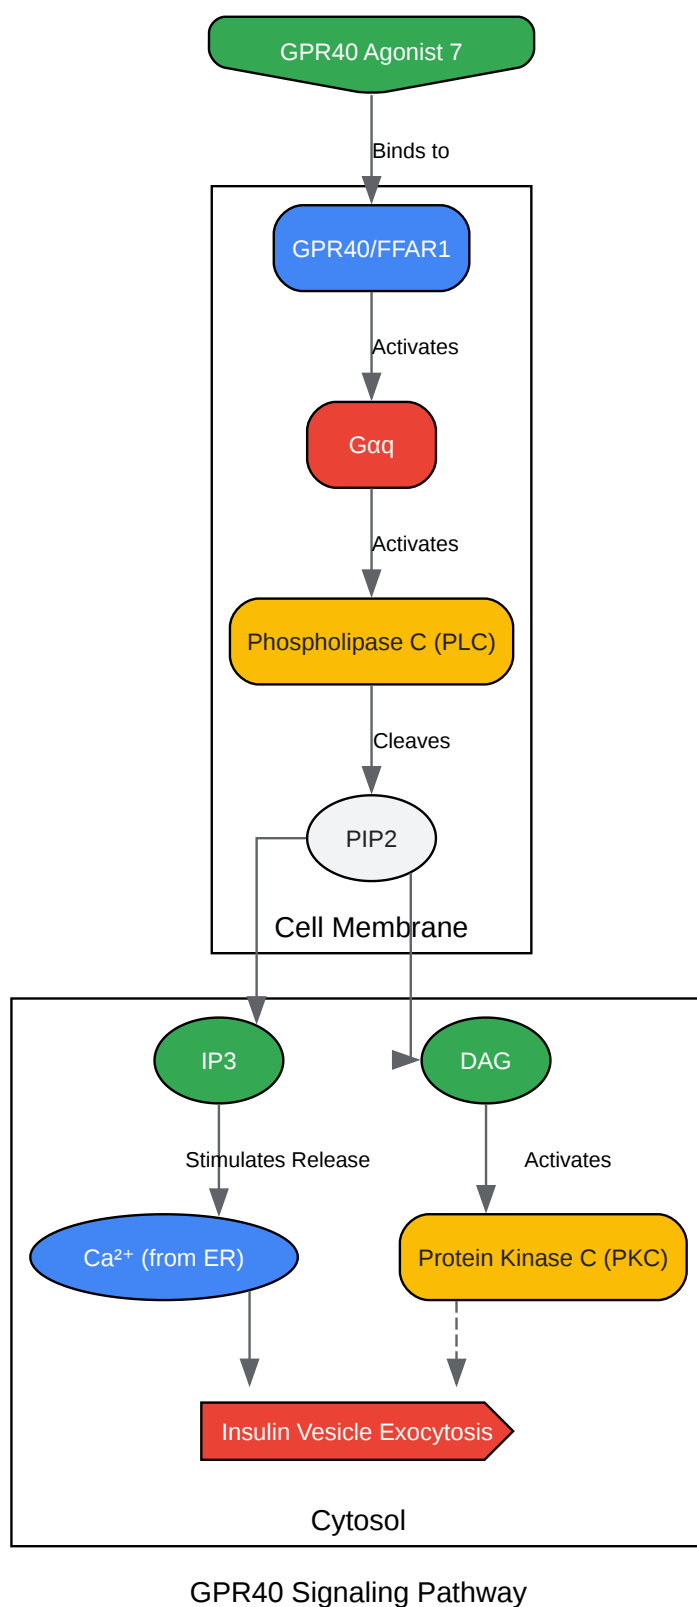 GPR40 Agonist 7
Binds to
GPR40/FFAR1
Activates
Gαq
Activates
Phospholipase C (PLC)
Cleaves
PIP2
Cell Membrane
IP3
DAG
Stimulates Release
Activates
Ca²⁺ (from ER)
Protein Kinase C (PKC)
Insulin Vesicle Exocytosis
Cytosol
GPR40 Signaling Pathway